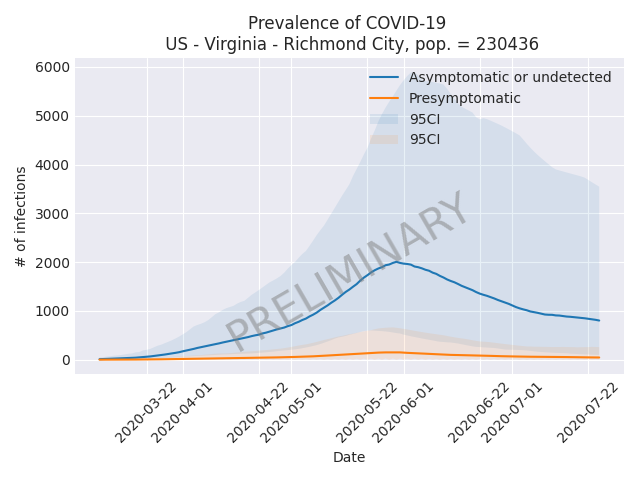 Prevalence of COVID-19
US - Virginia - Richmond City, pop. = 230436
6000
5000
4000
3000
2000
1000
0
# of infections
Asymptomatic or undetected
Presymptomatic
95CI
95CI
PRELIMINARY
2020-03-22
2020-04-01
2020-04-22
2020-05-01
2020-05-22
2020-06-01
2020-06-22
2020-07-01
2020-07-22
Date